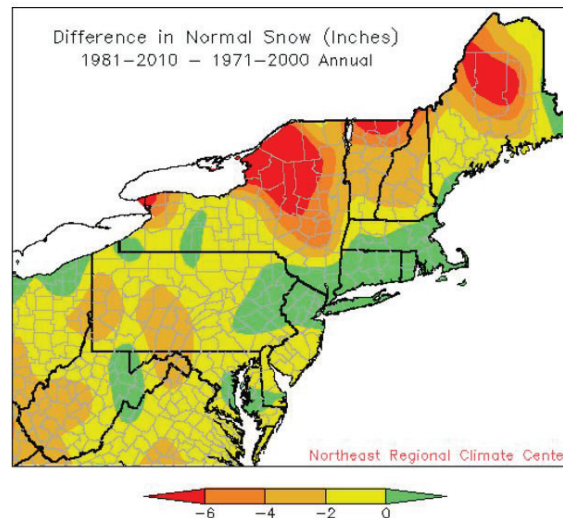 Difference in Normal Snow (Inches)
1981-2010 - 1971-2000 Annual
Northeast Regional Climate Cente
-6 -4 -2 0